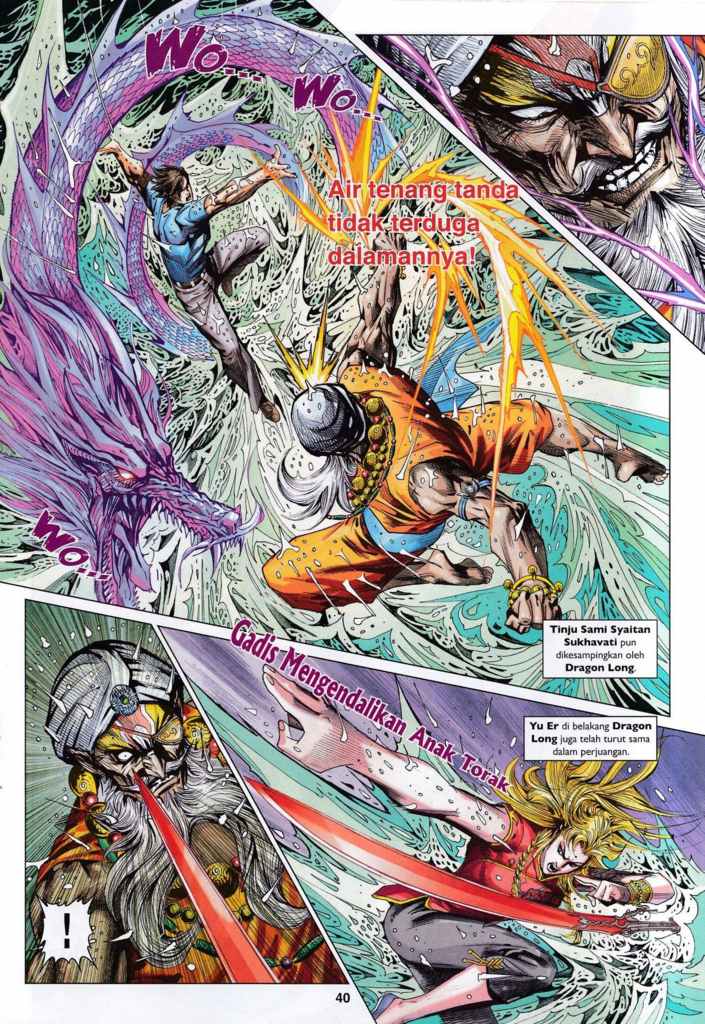 WO...
WO...
Air tenang tanda
tidak terduga
dalamannya!
WO...
Tinju Sami Syaitan
Sukhavati pun
dikesampingkan oleh
Dragon Long.
Gadis Mengendalikan Anak Torak
Yu Er di belakang Dragon
Long juga telah turut sama
dalam perjuangan.
!
40